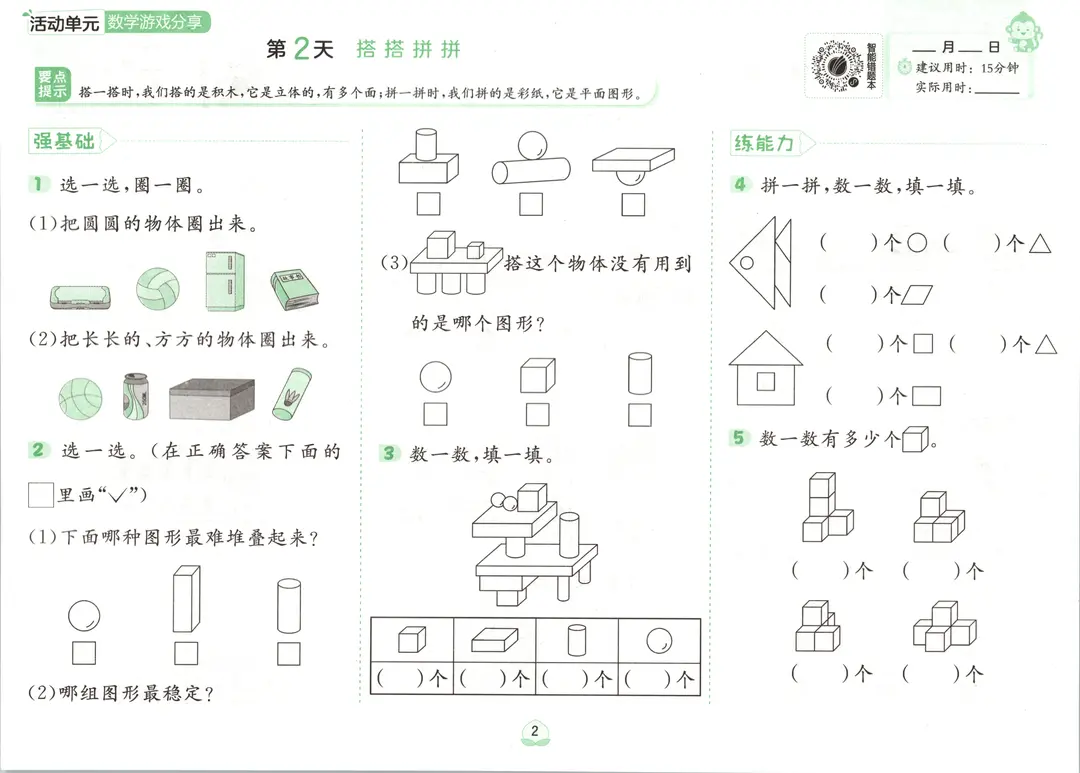 活动单元 数学游戏分享
第2天 搭搭拼拼
智能错题本
___月___日
建议用时：15分钟
实际用时：______
要点提示
搭一搭时，我们搭的是积木，它是立体的，有多个面；拼一拼时，我们拼的是彩纸，它是平面图形。
强基础
1 选一选，圈一圈。
(1)把圆圆的物体圈出来。
(2)把长长的、方方的物体圈出来。
2 选一选。(在正确答案下面的
□里画“✓”)
(1)下面哪种图形最难堆叠起来?
(2)哪组图形最稳定?
(3) 搭这个物体没有用到
的是哪个图形?
3 数一数，填一填。
( )个 ( )个 ( )个 ( )个
练能力
4 拼一拼，数一数，填一填。
( )个○ ( )个△
( )个▱
( )个□ ( )个△
( )个▭
5 数一数有多少个 。
( )个 ( )个
( )个 ( )个
2